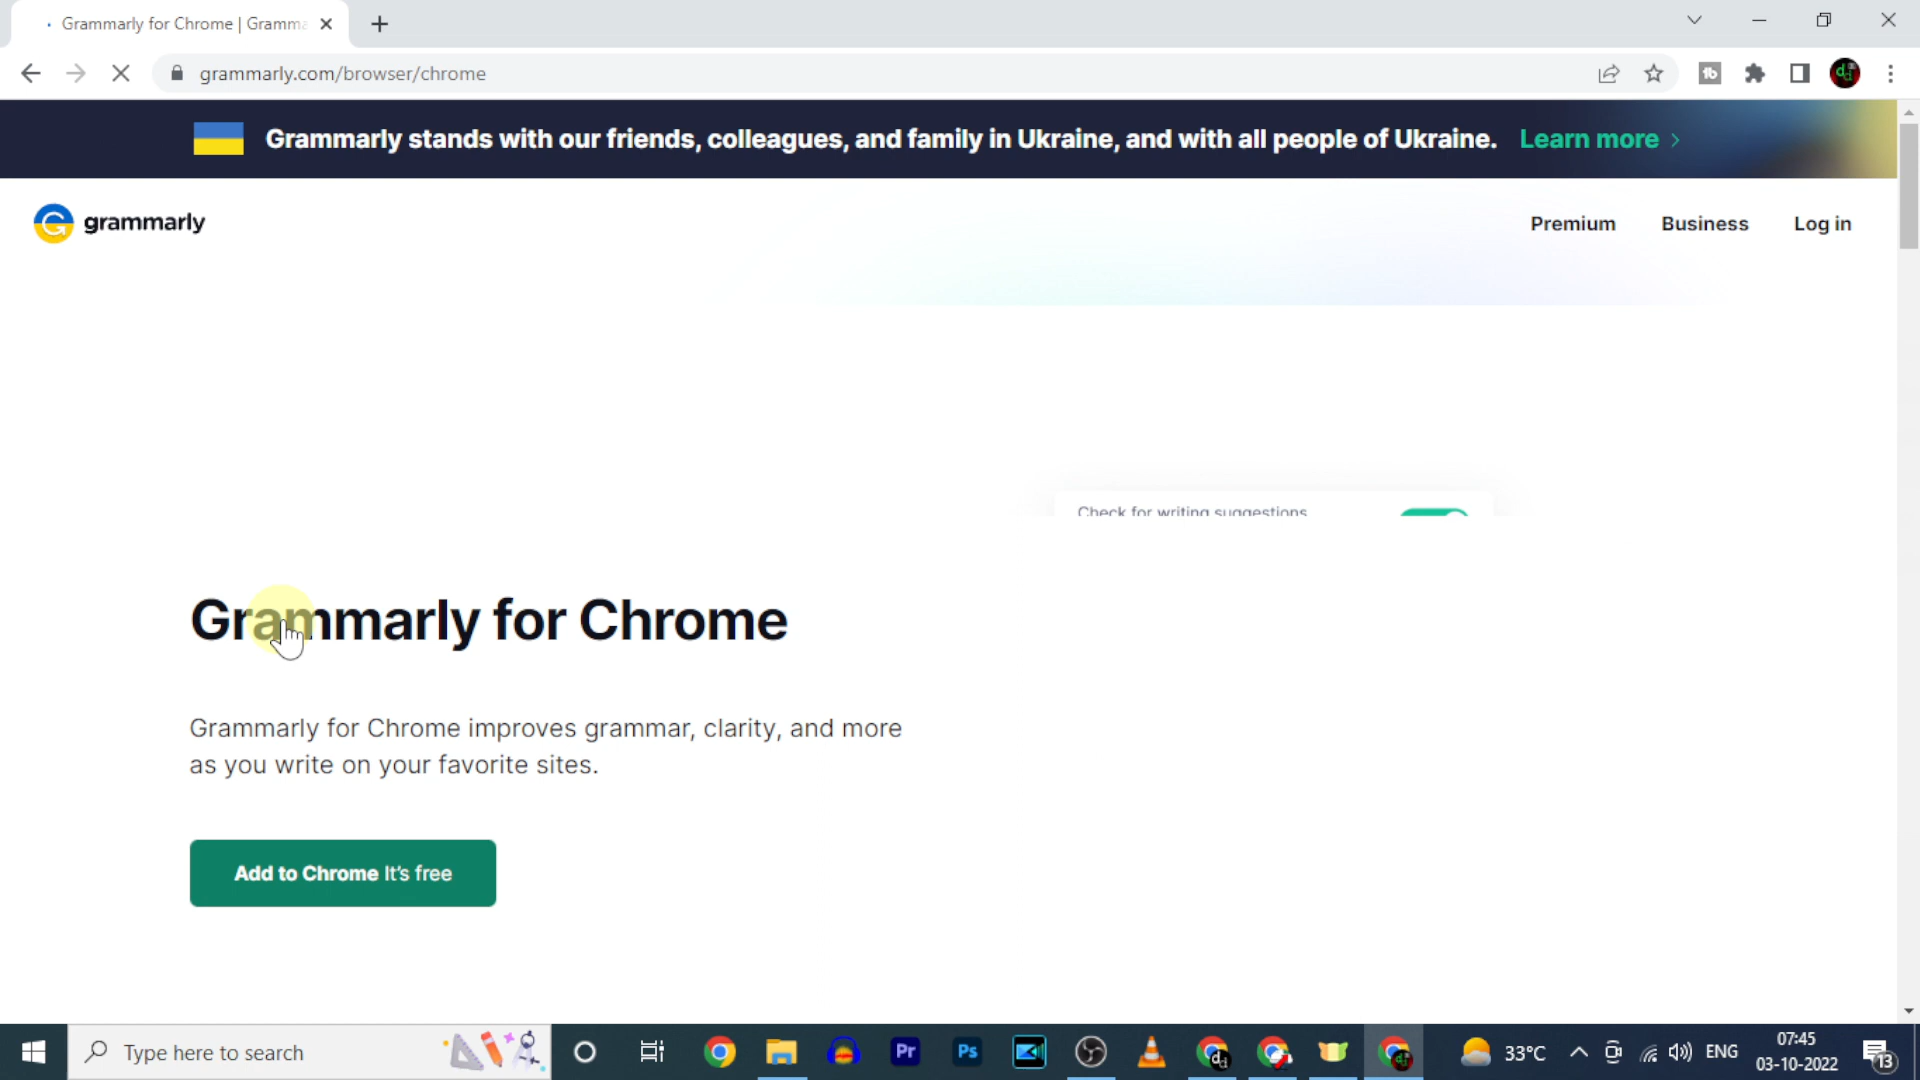 Grammarly for Chrome | Gramma
grammarly.com/browser/chrome
Grammarly stands with our friends, colleagues, and family in Ukraine, and with all people of Ukraine. Learn more
grammarly
Premium Business Log in
Check for writing suggestions
Grammarly for Chrome
Grammarly for Chrome improves grammar, clarity, and more
as you write on your favorite sites.
Add to Chrome It's free
Type here to search
Pr
Ps
33°C
ENG
07:45
03-10-2022
13